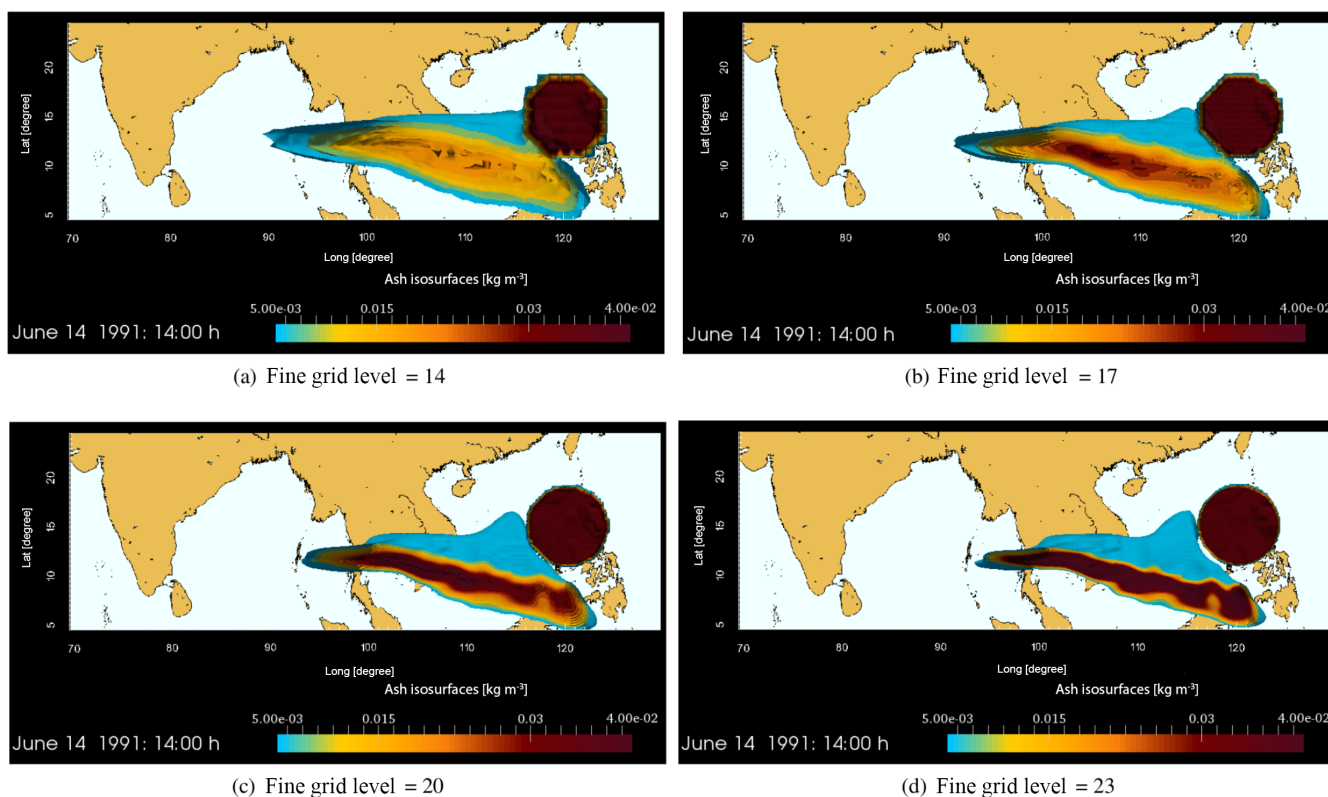 20
15
10
5
Lat [degree]
70 80 90 100 110 120
Long [degree]
Ash isosurfaces [kg m⁻³]
5.00e-03 0.015 0.03 4.00e-02
June 14 1991: 14:00 h
(a) Fine grid level = 14
20
15
10
5
Lat [degree]
70 80 90 100 110 120
Long [degree]
Ash isosurfaces [kg m⁻³]
5.00e-03 0.015 0.03 4.00e-02
June 14 1991: 14:00 h
(b) Fine grid level = 17
20
15
10
5
Lat [degree]
70 80 90 100 110 120
Long [degree]
Ash isosurfaces [kg m⁻³]
5.00e-03 0.015 0.03 4.00e-02
June 14 1991: 14:00 h
(c) Fine grid level = 20
20
15
10
5
Lat [degree]
70 80 90 100 110 120
Long [degree]
Ash isosurfaces [kg m⁻³]
5.00e-03 0.015 0.03 4.00e-02
June 14 1991: 14:00 h
(d) Fine grid level = 23